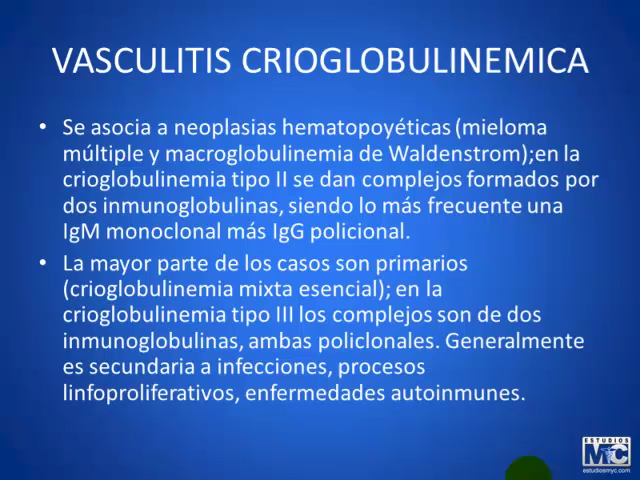 VASCULITIS CRIOGLOBULINEMICA
• Se asocia a neoplasias hematopoyéticas (mieloma
múltiple y macroglobulinemia de Waldenstrom);en la
crioglobulinemia tipo II se dan complejos formados por
dos inmunoglobulinas, siendo lo más frecuente una
IgM monoclonal más IgG policional.
• La mayor parte de los casos son primarios
(crioglobulinemia mixta esencial); en la
crioglobulinemia tipo III los complejos son de dos
inmunoglobulinas, ambas policlonales. Generalmente
es secundaria a infecciones, procesos
linfoproliferativos, enfermedades autoinmunes.
ESTUDIOS
MyC
estudiosmyc.com